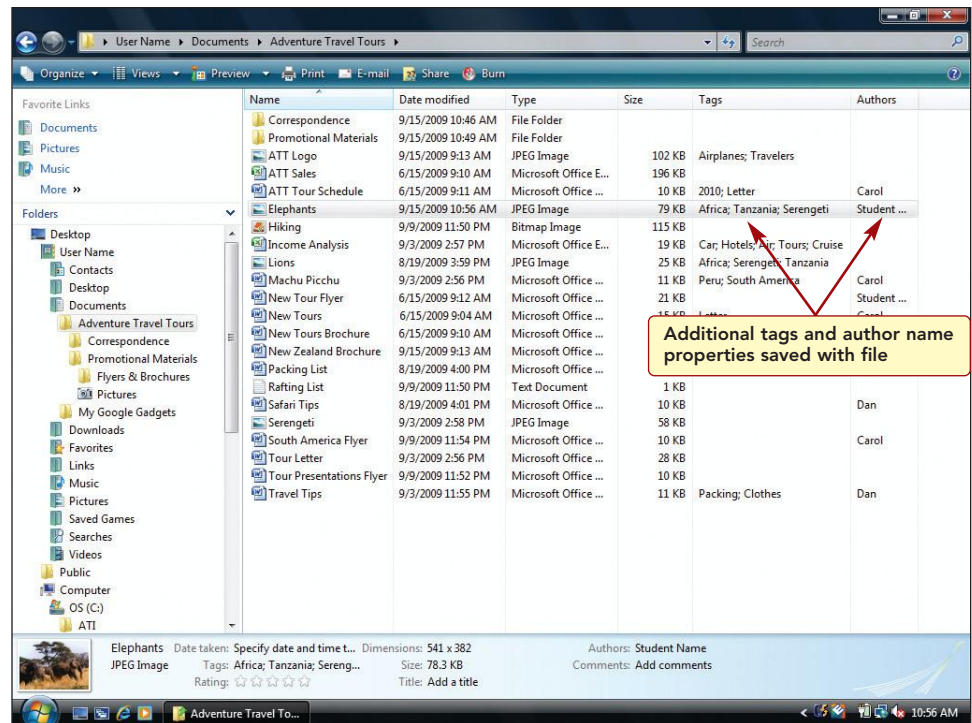 User Name ▸ Documents ▸ Adventure Travel Tours ▸ Search
Organize Views Preview Print E-mail Share Burn
Favorite Links
Documents
Pictures
Music
More »
Folders
Desktop
User Name
Contacts
Desktop
Documents
Adventure Travel Tours
Correspondence
Promotional Materials
Flyers & Brochures
Pictures
My Google Gadgets
Downloads
Favorites
Links
Music
Pictures
Saved Games
Searches
Videos
Public
Computer
OS (C:)
ATI
Name Date modified Type Size Tags Authors
Correspondence 9/15/2009 10:46 AM File Folder
Promotional Materials 9/15/2009 10:49 AM File Folder
ATT Logo 9/15/2009 9:13 AM JPEG Image 102 KB Airplanes; Travelers
ATT Sales 6/15/2009 9:10 AM Microsoft Office E... 196 KB
ATT Tour Schedule 6/15/2009 9:11 AM Microsoft Office ... 10 KB 2010; Letter Carol
Elephants 9/15/2009 10:56 AM JPEG Image 79 KB Africa; Tanzania; Serengeti Student ...
Hiking 9/9/2009 11:50 PM Bitmap Image 115 KB
Income Analysis 9/3/2009 2:57 PM Microsoft Office E... 19 KB Car; Hotels; Air; Tours; Cruise
Lions 8/19/2009 3:59 PM JPEG Image 25 KB Africa; Serengeti; Tanzania
Machu Picchu 9/3/2009 2:56 PM Microsoft Office ... 11 KB Peru; South America Carol
New Tour Flyer 6/15/2009 9:12 AM Microsoft Office ... 21 KB Student ...
New Tours 6/15/2009 9:04 AM Microsoft Office ... 15 KB Letter Carol
New Tours Brochure 6/15/2009 9:10 AM Microsoft Office ...
New Zealand Brochure 9/15/2009 9:13 AM Microsoft Office ...
Packing List 8/19/2009 4:00 PM Microsoft Office ...
Rafting List 9/9/2009 11:50 PM Text Document 1 KB
Safari Tips 8/19/2009 4:01 PM Microsoft Office ... 10 KB Dan
Serengeti 9/3/2009 2:58 PM JPEG Image 58 KB
South America Flyer 9/9/2009 11:54 PM Microsoft Office ... 10 KB Carol
Tour Letter 9/3/2009 2:56 PM Microsoft Office ... 28 KB
Tour Presentations Flyer 9/9/2009 11:52 PM Microsoft Office ... 10 KB
Travel Tips 9/3/2009 11:55 PM Microsoft Office ... 11 KB Packing; Clothes Dan
Additional tags and author name
properties saved with file
Elephants Date taken: Specify date and time t... Dimensions: 541 x 382 Authors: Student Name
JPEG Image Tags: Africa; Tanzania; Sereng... Size: 78.3 KB Comments: Add comments
Rating: Title: Add a title
Adventure Travel To... 10:56 AM